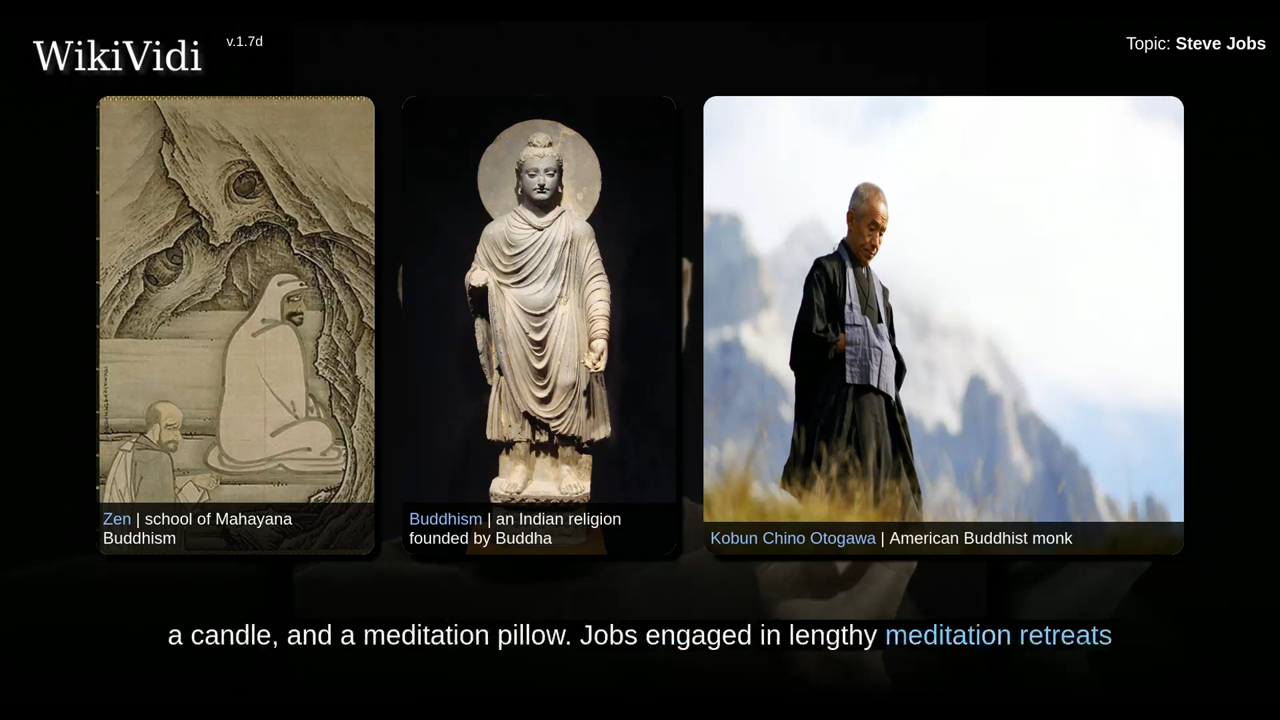 WikiVidi v.1.7d
Topic: Steve Jobs
Zen | school of Mahayana
Buddhism
Buddhism | an Indian religion
founded by Buddha
Kobun Chino Otogawa | American Buddhist monk
a candle, and a meditation pillow. Jobs engaged in lengthy meditation retreats